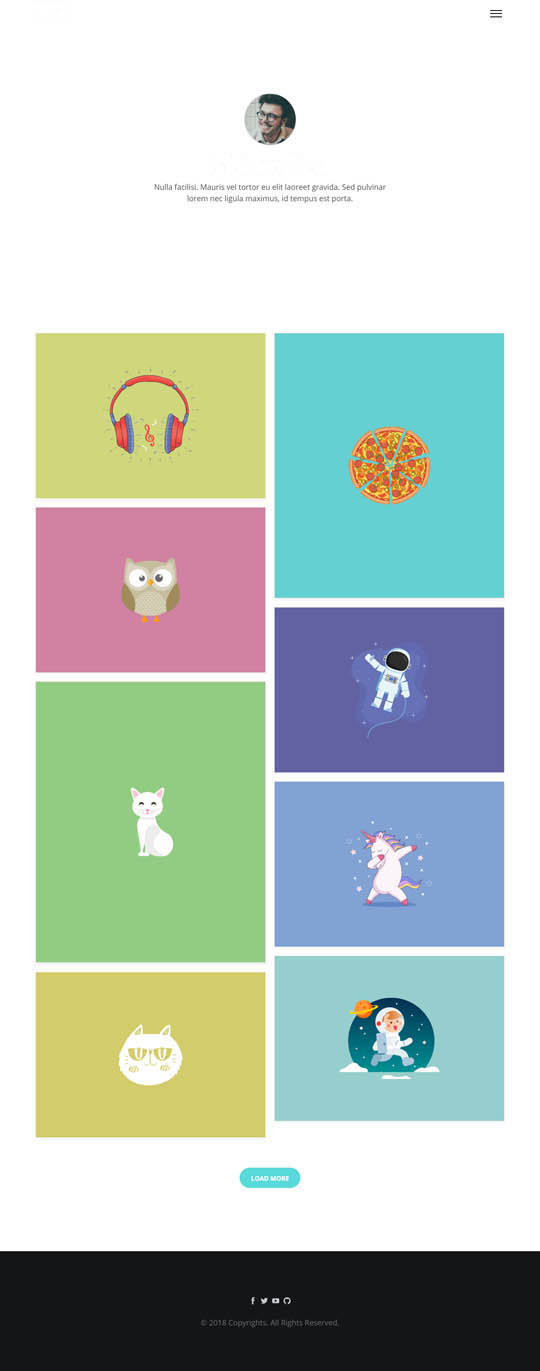 Nulla facilisi. Mauris vel tortor eu elit laoreet gravida. Sed pulvinar
lorem nec ligula maximus, id tempus est porta.
LOAD MORE
© 2018 Copyrights. All Rights Reserved.